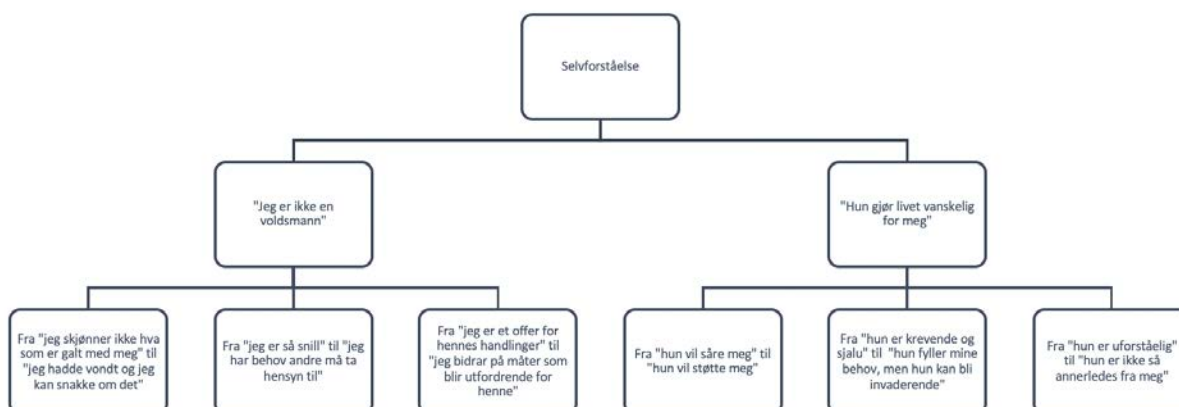 Selvforståelse
"Jeg er ikke en
voldsmann"
"Hun gjør livet vanskelig
for meg"
Fra "jeg skjønner ikke hva
som er galt med meg" til
"jeg hadde vondt og jeg
kan snakke om det"
Fra "jeg er så snill" til "jeg
har behov andre må ta
hensyn til"
Fra "jeg er et offer for
hennes handlinger" til
"jeg bidrar på måter som
blir utfordrende for
henne"
Fra "hun vil såre meg" til
"hun vil støtte meg"
Fra "hun er krevende og
sjalu" til "hun fyller mine
behov, men hun kan bli
invaderende"
Fra "hun er uforståelig"
til "hun er ikke så
annerledes fra meg"